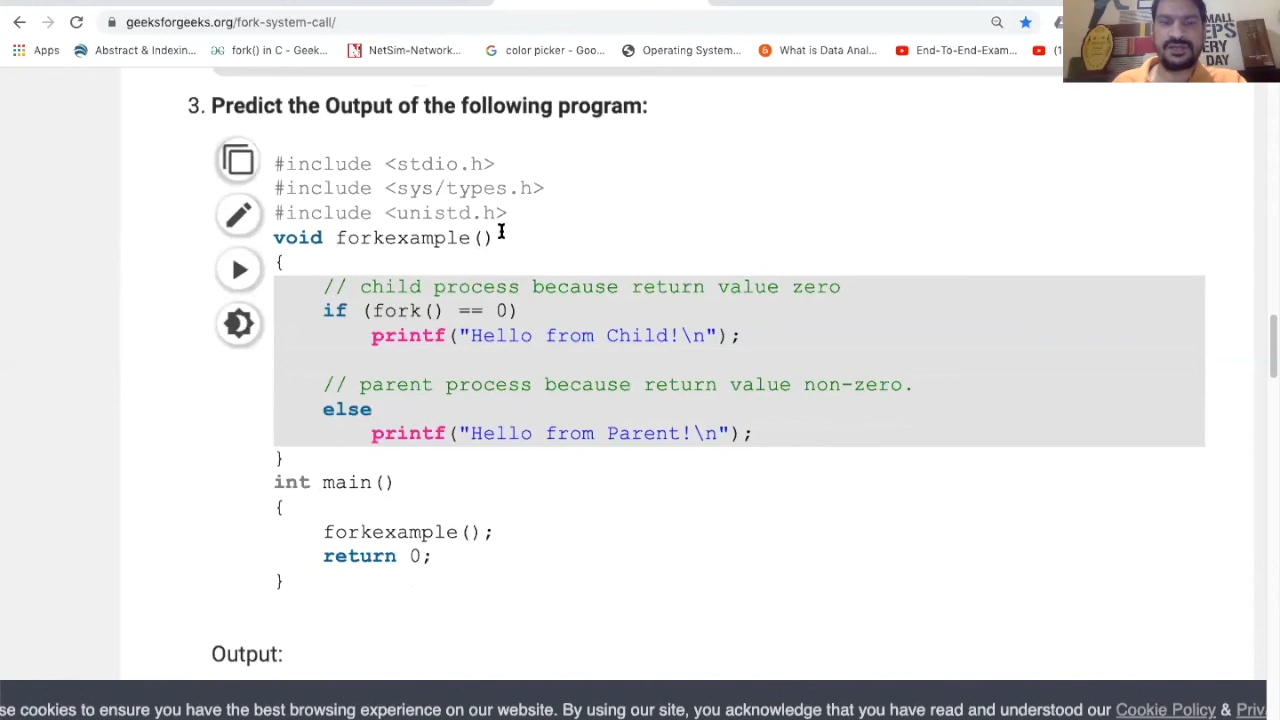 geeksforgeeks.org/fork-system-call/
Apps
Abstract & Indexin...
fork() in C - Geek...
NetSim-Network...
color picker - Goo...
Operating System...
What is Data Anal...
End-To-End-Exam...
SMALL
EPS
ERY
DAY
3. Predict the Output of the following program:
#include <stdio.h>
#include <sys/types.h>
#include <unistd.h>
void forkexample()
{
// child process because return value zero
if (fork() == 0)
printf("Hello from Child!\n");
// parent process because return value non-zero.
else
printf("Hello from Parent!\n");
}
int main()
{
forkexample();
return 0;
}
Output:
se cookies to ensure you have the best browsing experience on our website. By using our site, you acknowledge that you have read and understood our Cookie Policy & Priv